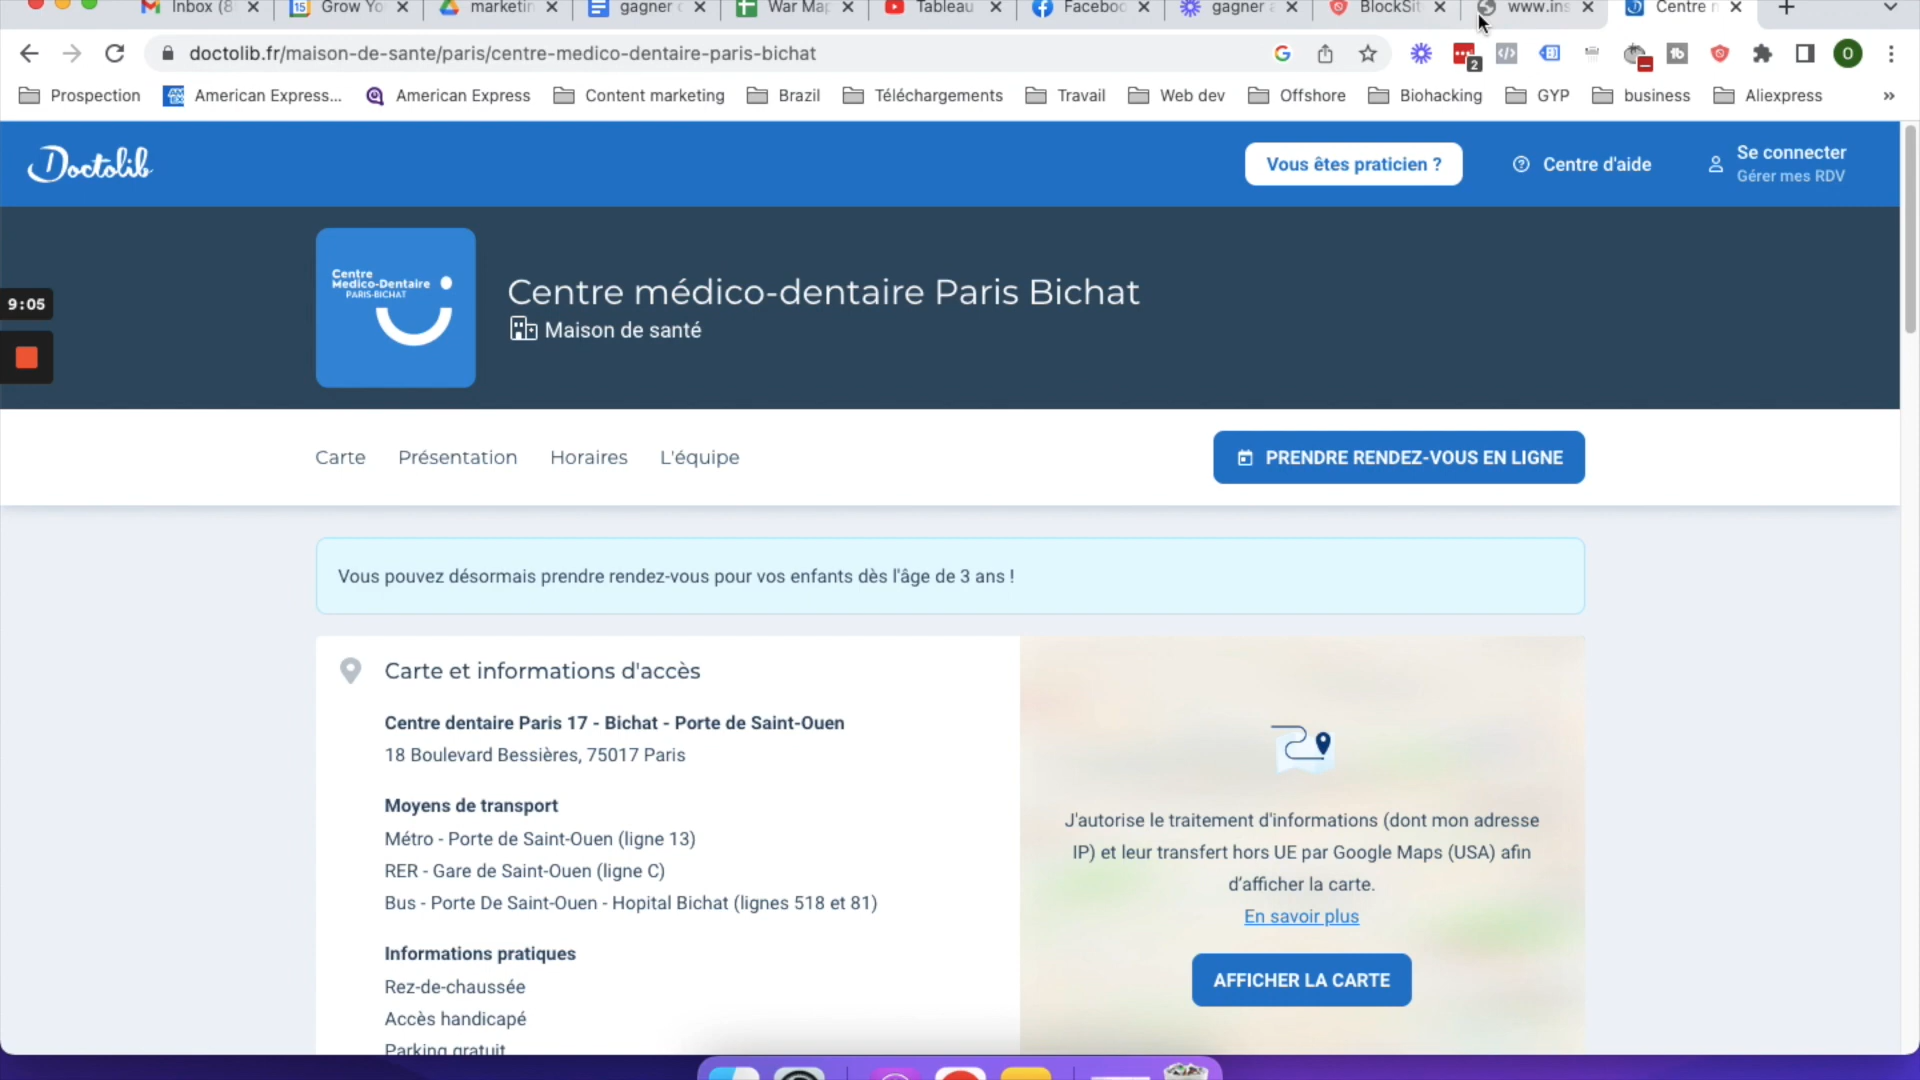 Inbox (8
15 Grow Yo
marketin
gagner
War Map
Tableau
Faceboo
gagner
BlockSit
www.ins
Centre
doctolib.fr/maison-de-sante/paris/centre-medico-dentaire-paris-bichat
2
O
Prospection
American Express...
American Express
Content marketing
Brazil
Téléchargements
Travail
Web dev
Offshore
Biohacking
GYP
business
Aliexpress
»
Doctolib
Vous êtes praticien ?
Centre d'aide
Se connecter
Gérer mes RDV
9:05
Centre
Médico-Dentaire
PARIS-BICHAT
Centre médico-dentaire Paris Bichat
Maison de santé
Carte
Présentation
Horaires
L'équipe
PRENDRE RENDEZ-VOUS EN LIGNE
Vous pouvez désormais prendre rendez-vous pour vos enfants dès l'âge de 3 ans !
Carte et informations d'accès
Centre dentaire Paris 17 - Bichat - Porte de Saint-Ouen
18 Boulevard Bessières, 75017 Paris
Moyens de transport
Métro - Porte de Saint-Ouen (ligne 13)
RER - Gare de Saint-Ouen (ligne C)
Bus - Porte De Saint-Ouen - Hopital Bichat (lignes 518 et 81)
Informations pratiques
Rez-de-chaussée
Accès handicapé
Parking gratuit
J'autorise le traitement d'informations (dont mon adresse
IP) et leur transfert hors UE par Google Maps (USA) afin
d’afficher la carte.
En savoir plus
AFFICHER LA CARTE